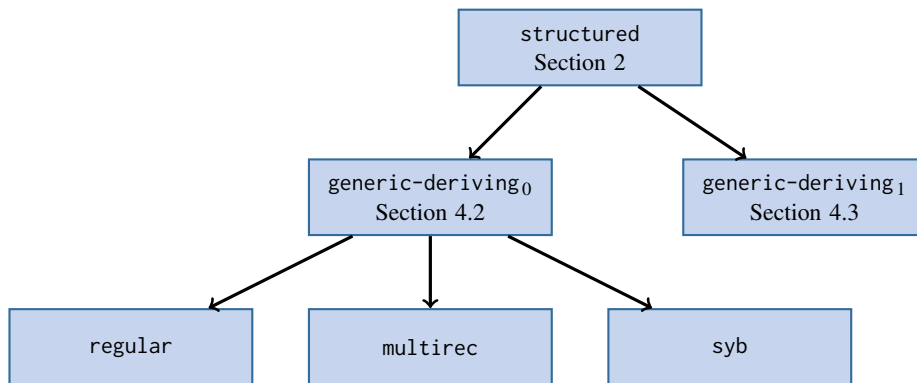 structured
Section 2
generic-deriving₀
Section 4.2
generic-deriving₁
Section 4.3
regular
multirec
syb